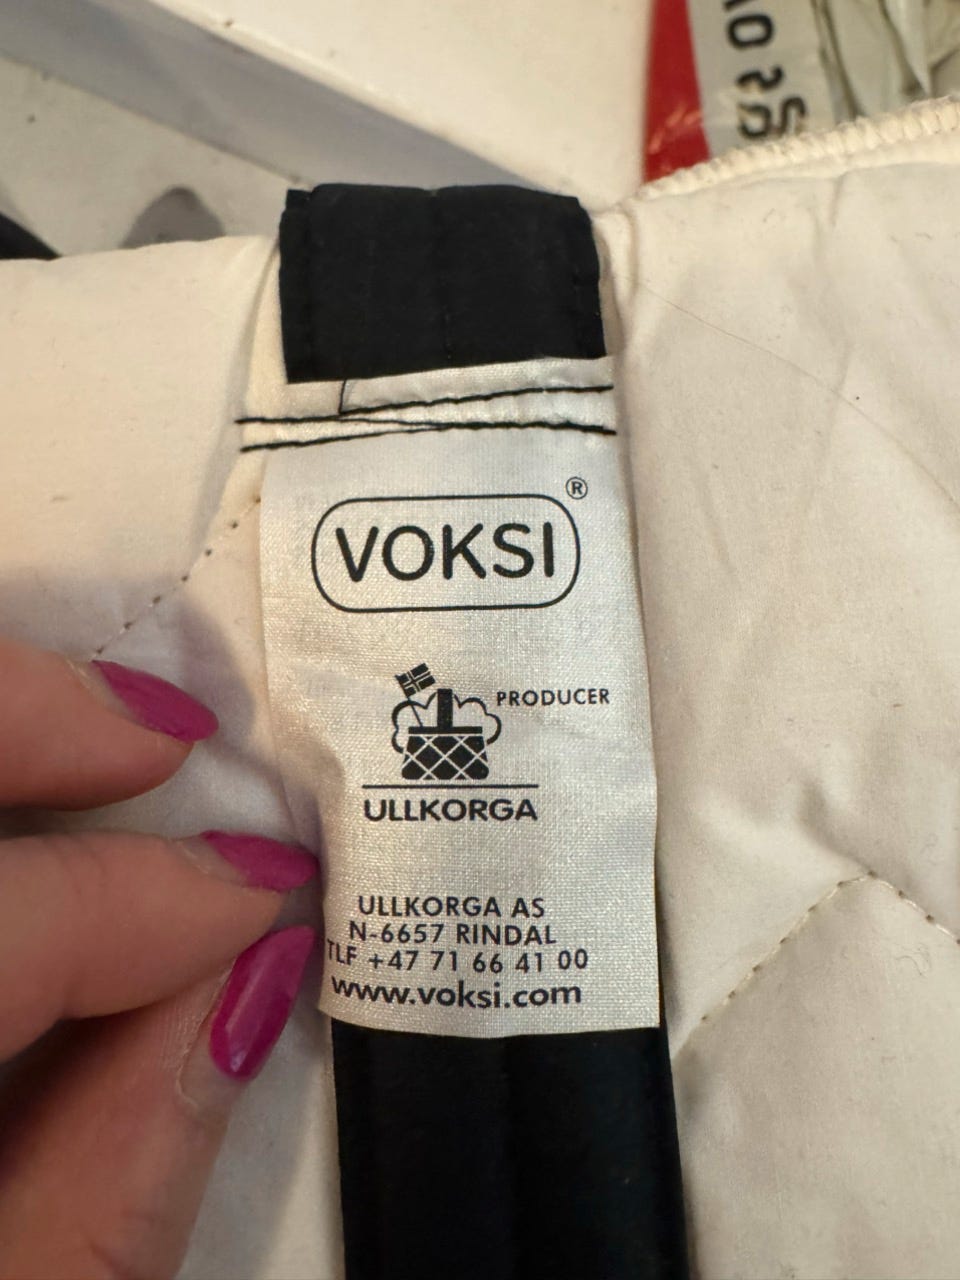 VOKSI®
PRODUCER
ULLKORGA
ULLKORGA AS
N-6657 RINDAL
TLF +47 71 66 41 00
www.voksi.com